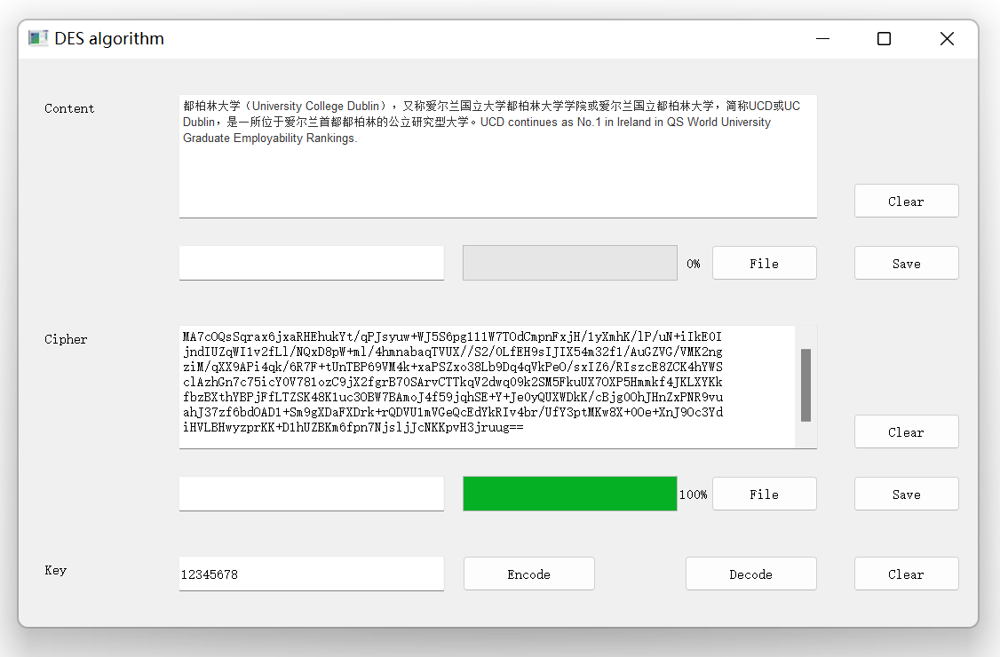 DES algorithm
Content
都柏林大学（University College Dublin），又称爱尔兰国立大学都柏林大学学院或爱尔兰国立都柏林大学，简称UCD或UC
Dublin，是一所位于爱尔兰首都都柏林的公立研究型大学。UCD continues as No.1 in Ireland in QS World University
Graduate Employability Rankings.
Clear
0%
File
Save
Cipher
MA7cOQsSqrax6jxaRHEhukYt/qPJsyuw+WJ5S6pg111W7TOdCmpnFxjH/1yXmhK/lP/uN+iIkE0I
jndIUZqWI1v2fLl/NQxD8pW+ml/4hmnabaqTVUX//S2/OLfEH9sIJIX54m32f1/AuGZVG/VMK2ng
ziM/qXX9APi4qk/6R7F+tUnTBP69VM4k+xaPSZxo38Lb9Dq4qVkPeO/sxIZ6/RIszcE8ZCK4hYWS
clAzhGn7c75icY0V781ozC9jX2fgrB70SArvCTTkqV2dwq09k2SM5FkuUX7OXP5Hmmkf4JKLXYKk
fbzBXthYBPjFfLTZSK48K1uc3OBW7BAmoJ4f59jqhSE+Y+Je0yQUXWDkK/cBjg0OhJHnZxPNR9vu
ahJ37zf6bdOAD1+Sm9gXDaFXDrk+rQDVU1mVGeQcEdYkRIv4br/UfY3ptMKw8X+0Oe+XnJ9Oc3Yd
iHVLBHwyzprKK+D1hUZBKm6fpn7NjsljJcNKKpvH3jruug==
Clear
100%
File
Save
Key
12345678
Encode
Decode
Clear